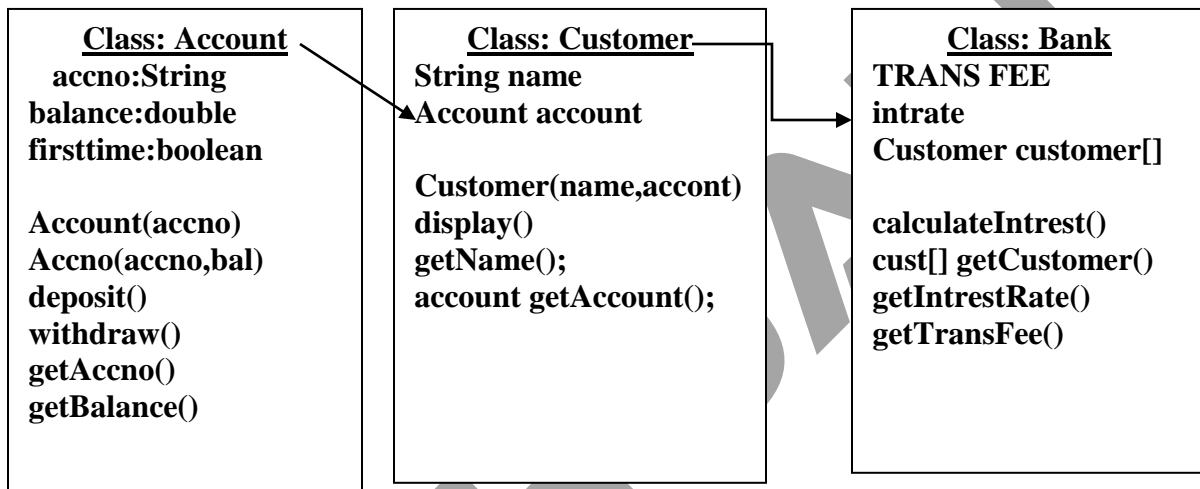 Class: Account
accno:String
balance:double
firsttime:boolean
Account(accno)
Accno(accno,bal)
deposit()
withdraw()
getAccno()
getBalance()
Class: Customer
String name
Account account
Customer(name,accont)
display()
getName();
account getAccount();
Class: Bank
TRANS FEE
intrate
Customer customer[]
calculateIntrest()
cust[] getCustomer()
getIntrestRate()
getTransFee()